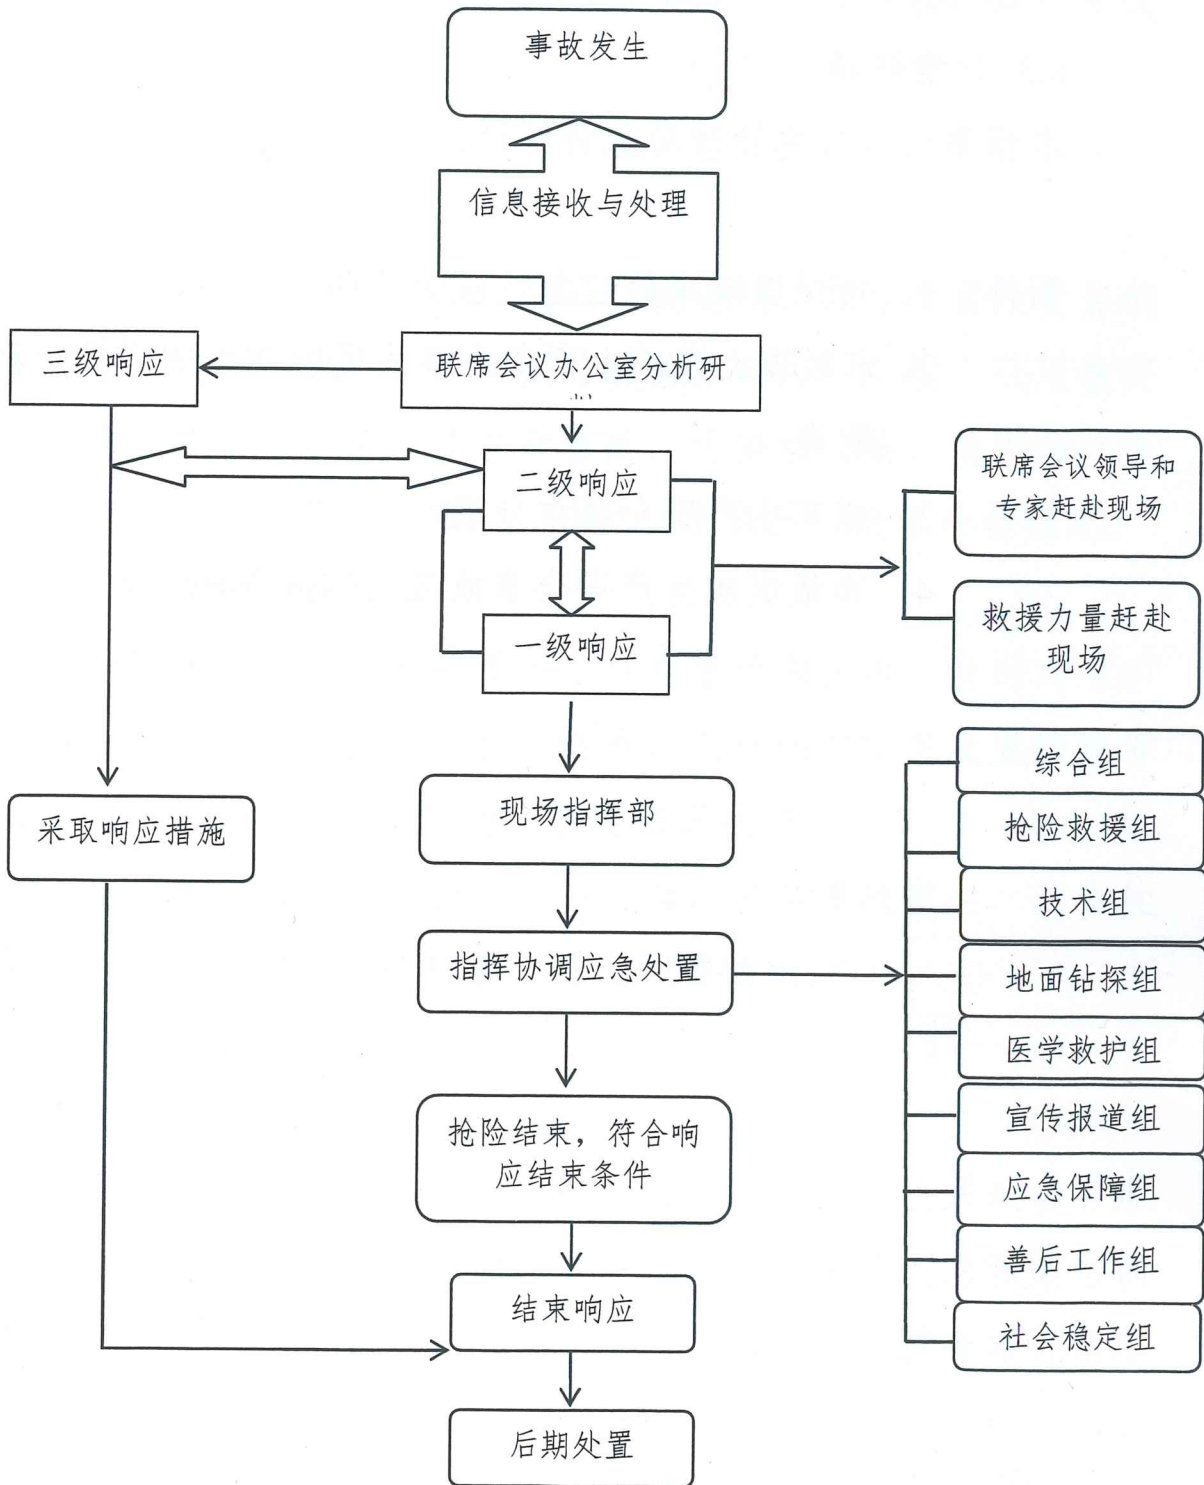 事故发生
信息接收与处理
三级响应
联席会议办公室分析研
二级响应
联席会议领导和
专家赶赴现场
一级响应
救援力量赶赴
现场
现场指挥部
采取响应措施
指挥协调应急处置
综合组
抢险救援组
技术组
地面钻探组
医学救护组
宣传报道组
应急保障组
善后工作组
社会稳定组
抢险结束，符合响
应结束条件
结束响应
后期处置